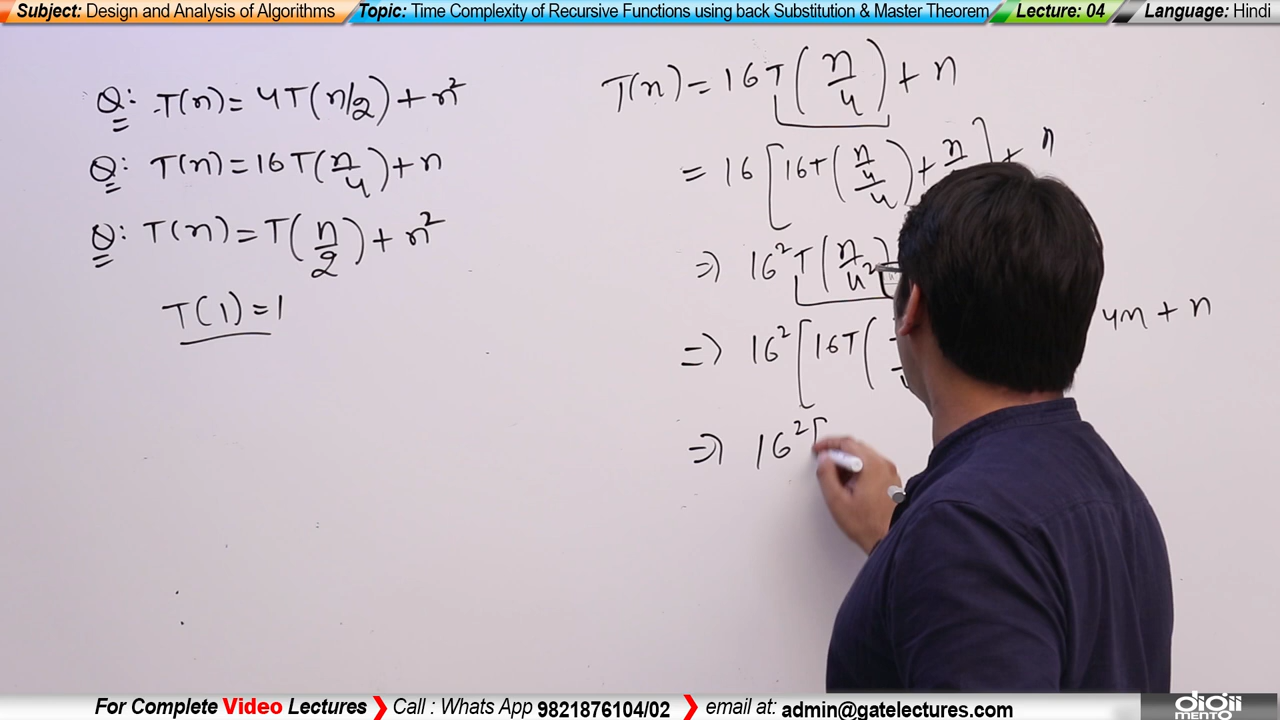 Subject: Design and Analysis of Algorithms Topic: Time Complexity of Recursive Functions using back Substitution & Master Theorem Lecture: 04 Language: Hindi
Q: T(n)= 4T(n/2)+n²
Q: T(n)=16T(n/4)+n
Q: T(n)=T(n/2)+n²
T(1)=1
T(n)=16T(n/4)+n
=16[16T(n/4/4)+n/ ]+n
⇒ 16²T(n/4²)
4n+n
⇒ 16²[16T(
⇒ 16²[
For Complete Video Lectures Call : Whats App 9821876104/02 email at: admin@gatelectures.com
digii
MENTO